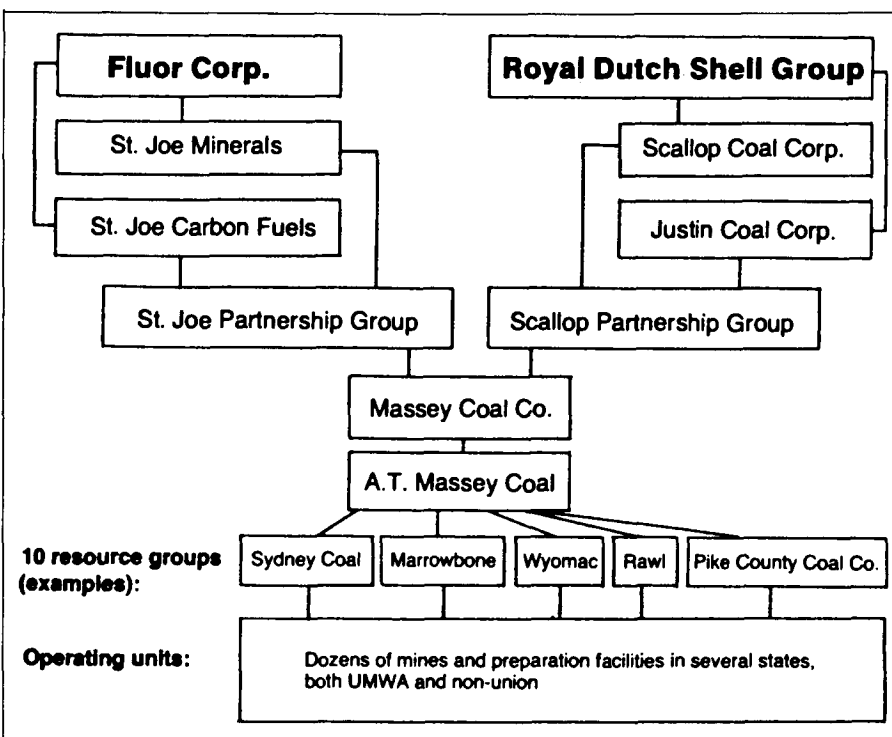 Fluor Corp.
Royal Dutch Shell Group
St. Joe Minerals
Scallop Coal Corp.
St. Joe Carbon Fuels
Justin Coal Corp.
St. Joe Partnership Group
Scallop Partnership Group
Massey Coal Co.
A.T. Massey Coal
10 resource groups
(examples):
Sydney Coal
Marrowbone
Wyomac
Rawl
Pike County Coal Co.
Operating units:
Dozens of mines and preparation facilities in several states,
both UMWA and non-union